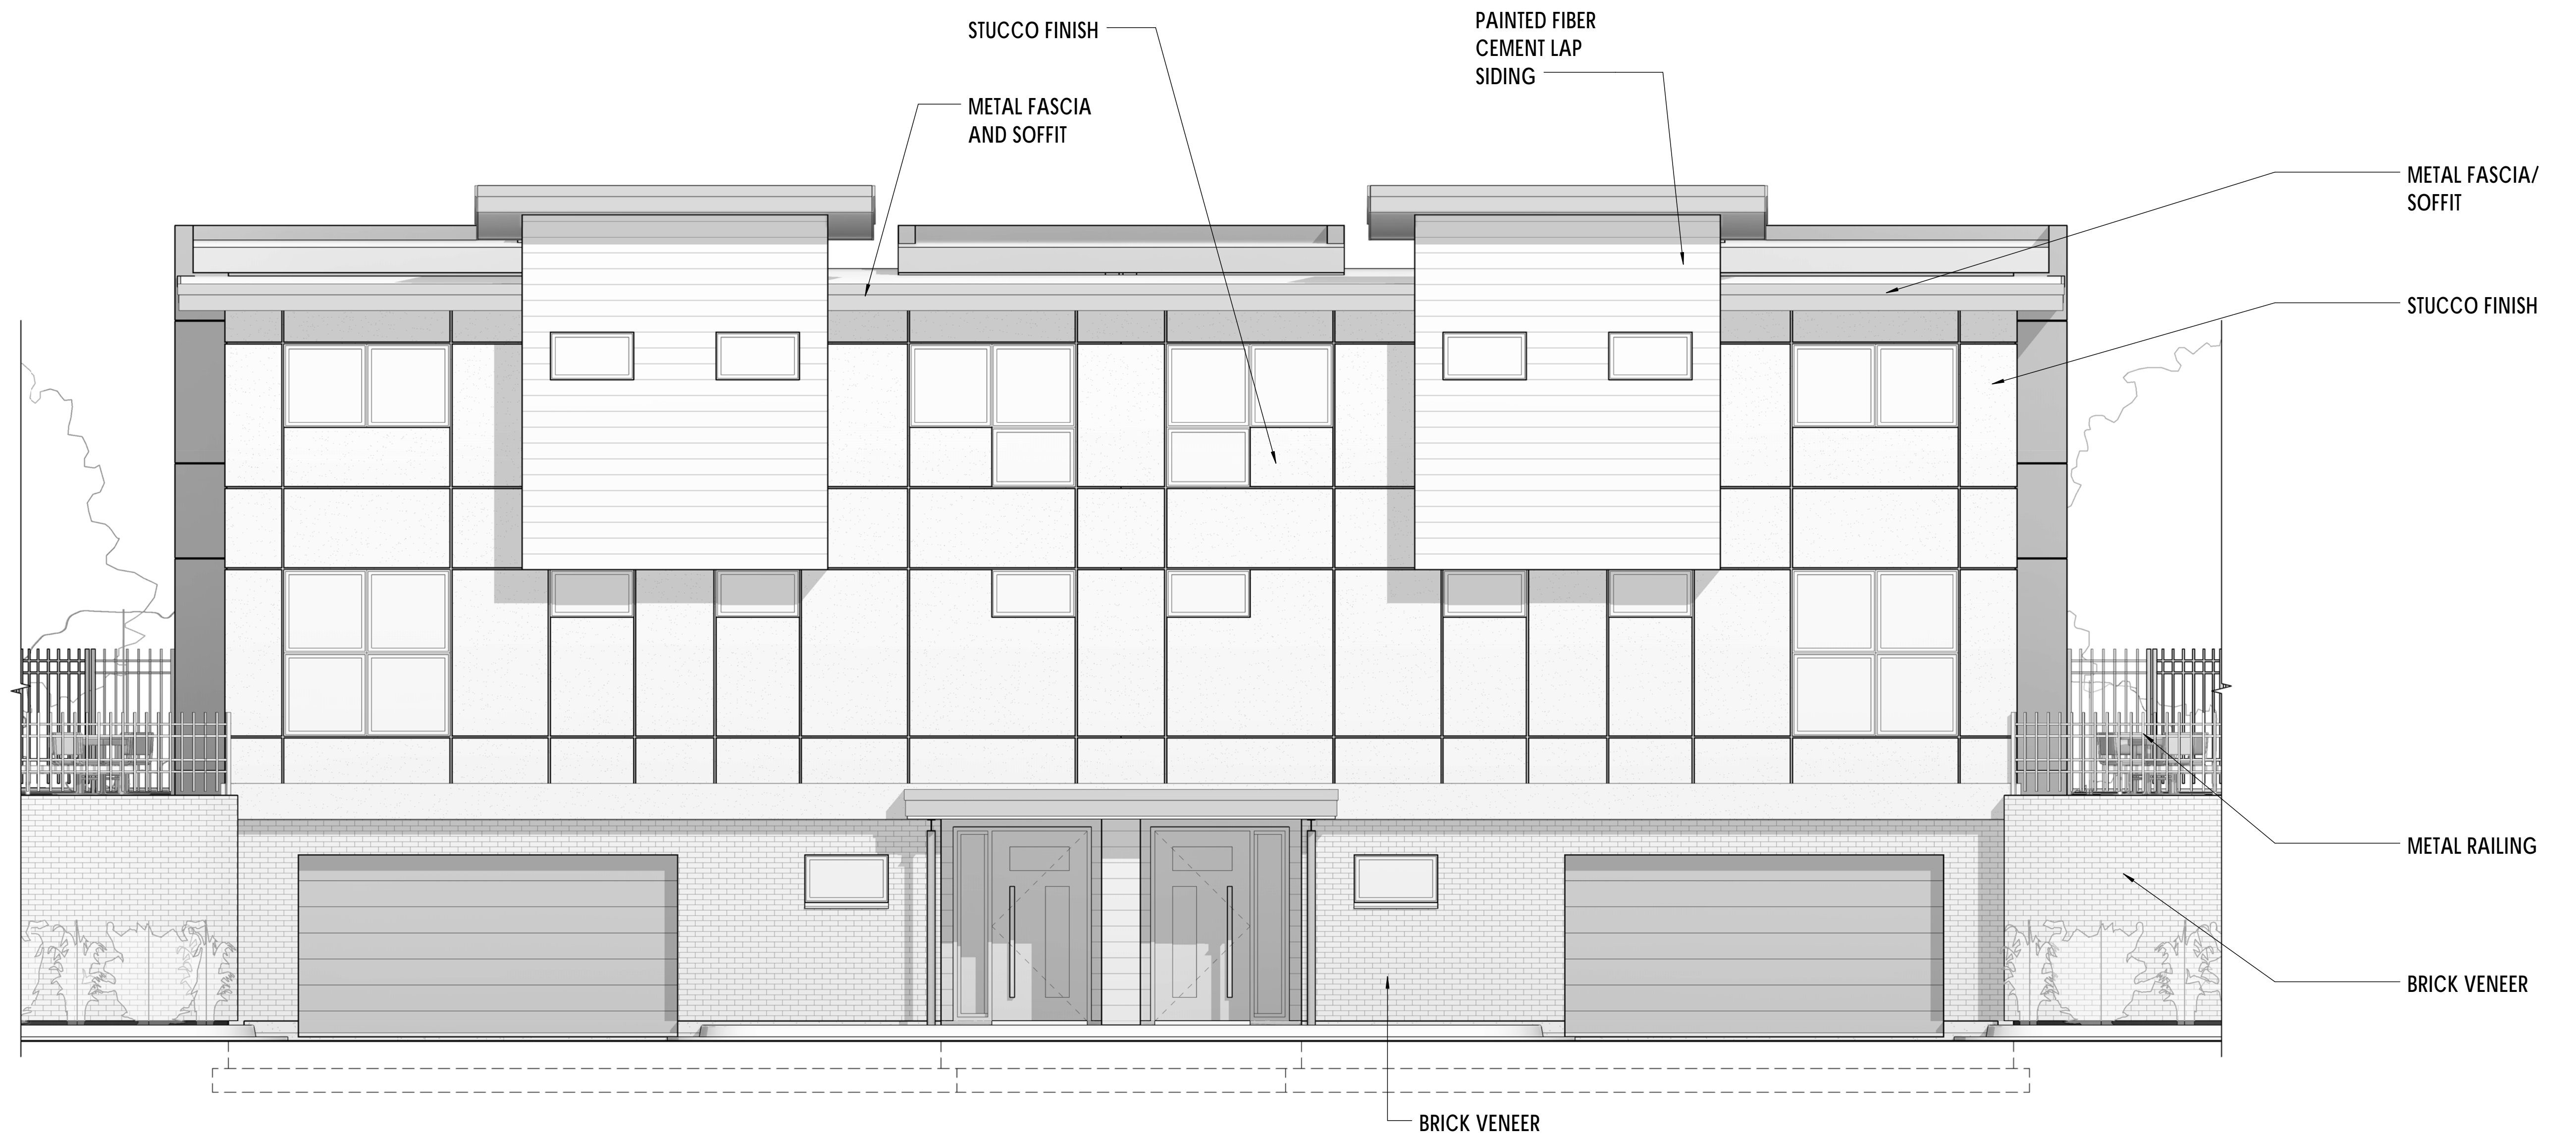 STUCCO FINISH
PAINTED FIBER
CEMENT LAP
SIDING
METAL FASCIA
AND SOFFIT
METAL FASCIA/
SOFFIT
STUCCO FINISH
METAL RAILING
BRICK VENEER
BRICK VENEER